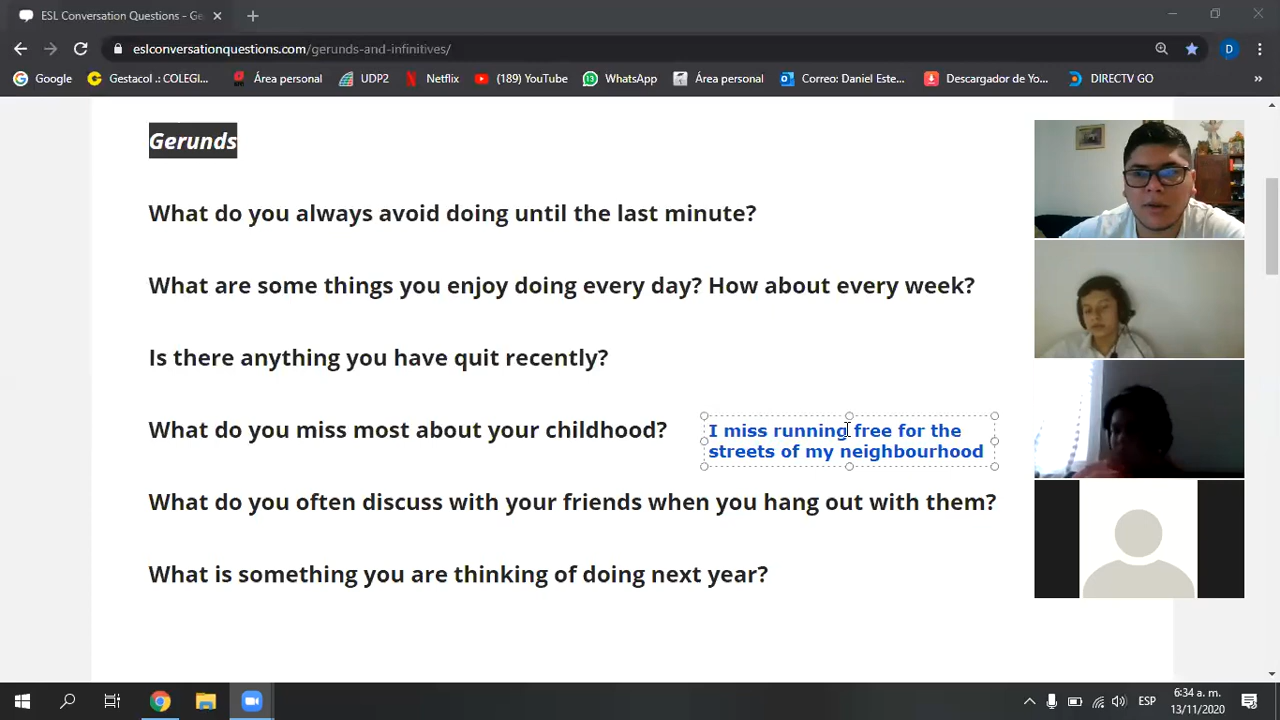 ESL Conversation Questions - Ge
eslconversationquestions.com/gerunds-and-infinitives/
D
Google
Gestacol .: COLEGI...
Área personal
UDP2
Netflix
(189) YouTube
13
WhatsApp
Área personal
Correo: Daniel Este...
Descargador de Yo...
DIRECTV GO
»
Gerunds
What do you always avoid doing until the last minute?
What are some things you enjoy doing every day? How about every week?
Is there anything you have quit recently?
What do you miss most about your childhood?
I miss running free for the
streets of my neighbourhood
What do you often discuss with your friends when you hang out with them?
What is something you are thinking of doing next year?
ESP
6:34 a. m.
13/11/2020